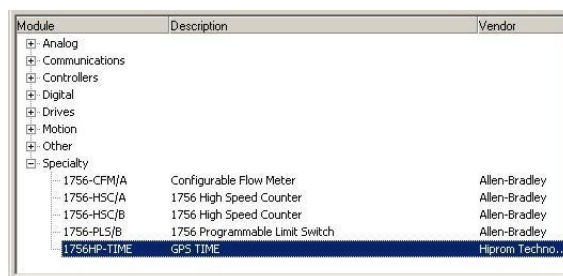 Module Description Vendor
Analog
Communications
Controllers
Digital
Drives
Motion
Other
Specialty
1756-CFM/A Configurable Flow Meter Allen-Bradley
1756-HSC/A 1756 High Speed Counter Allen-Bradley
1756-HSC/B 1756 High Speed Counter Allen-Bradley
1756-PLS/B 1756 Programmable Limit Switch Allen-Bradley
1756HP-TIME GPS TIME Hiprom Techno...